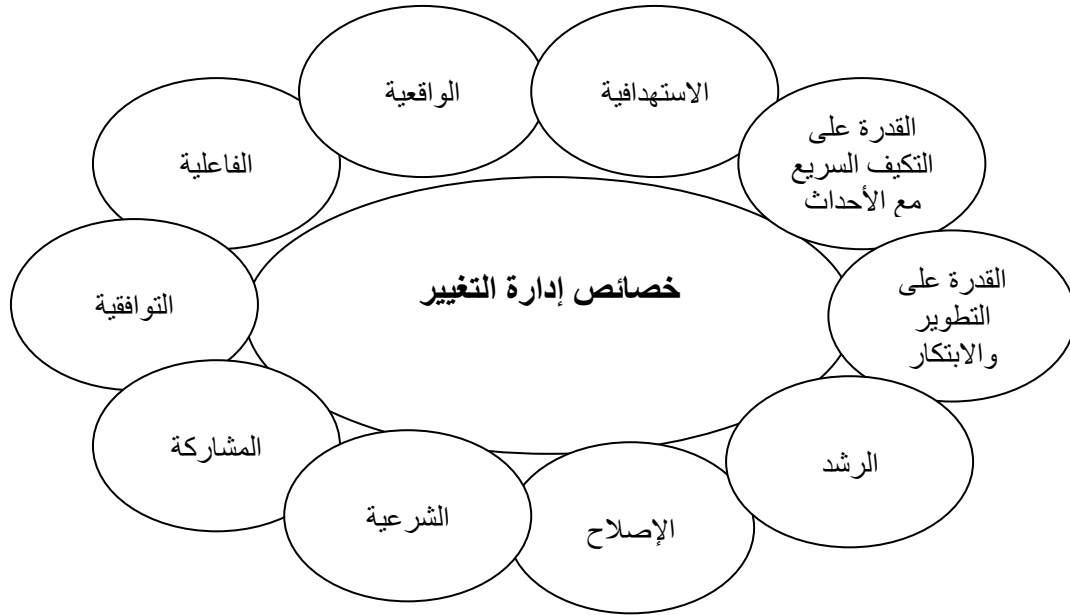 خصائص إدارة التغيير
الاستهدافية
الواقعية
الفاعلية
التوافقية
المشاركة
الشرعية
الإصلاح
الرشد
القدرة على
التطوير
والابتكار
القدرة على
التكيف السريع
مع الأحداث